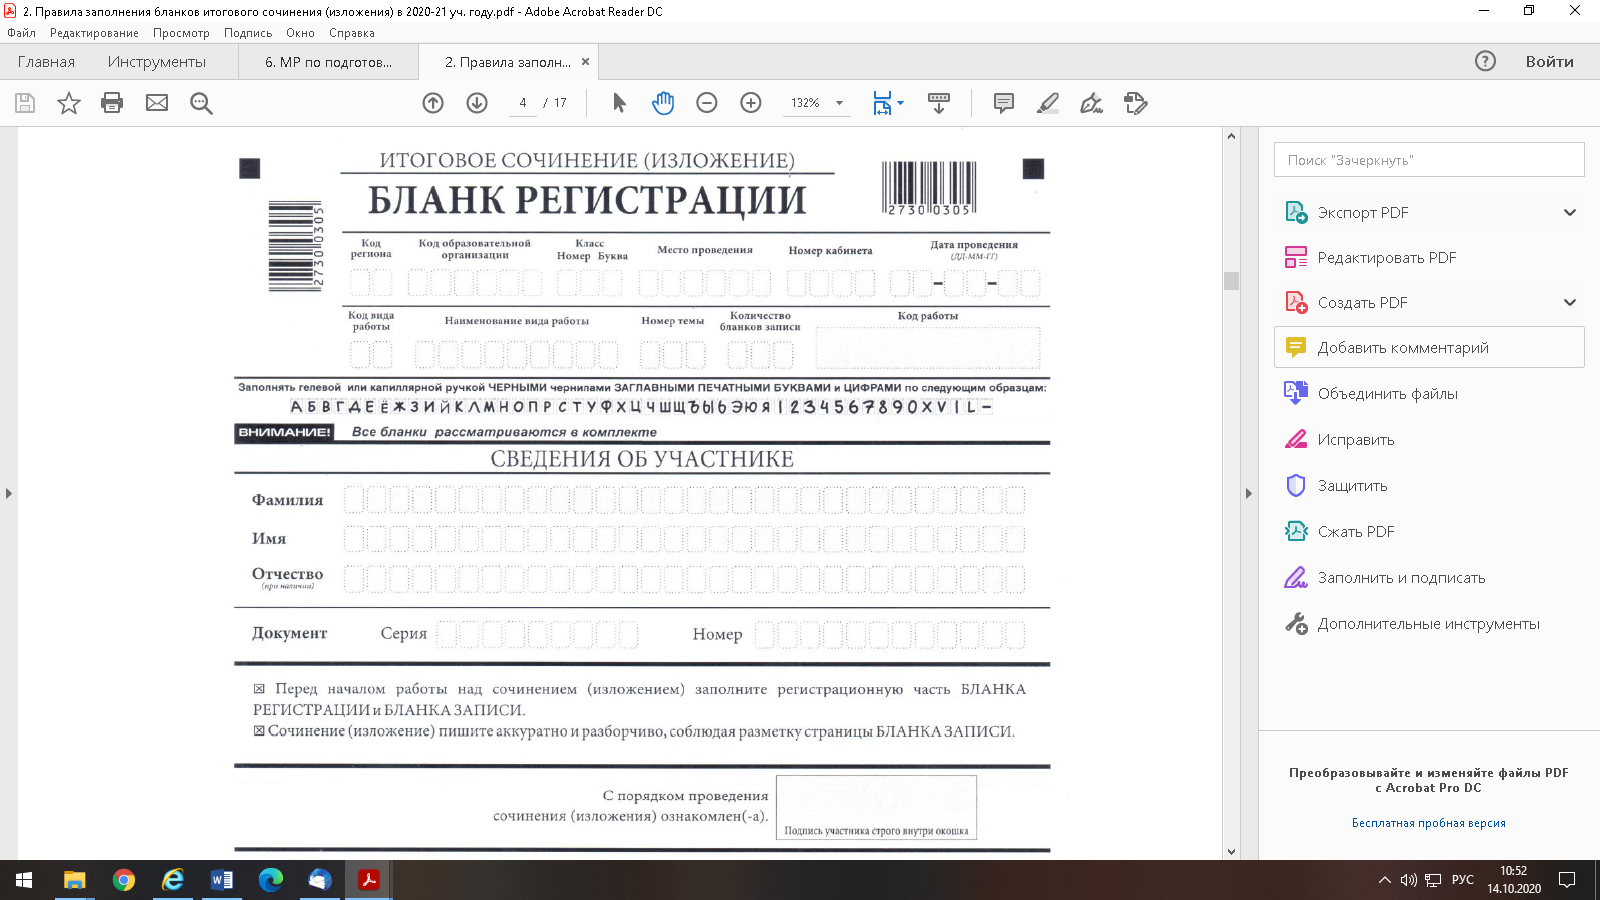 2. Правила заполнения бланков итогового сочинения (изложения) в 2020-21 уч. году.pdf - Adobe Acrobat Reader DC
Файл Редактирование Просмотр Подпись Окно Справка
Главная Инструменты 6. МР по подготов... 2. Правила заполн... × Войти
4 / 17 132%
ИТОГОВОЕ СОЧИНЕНИЕ (ИЗЛОЖЕНИЕ)
БЛАНК РЕГИСТРАЦИИ
2730 0305
2730 0305
Код региона Код образовательной организации Класс Номер Буква Место проведения Номер кабинета Дата проведения (ДД-ММ-ГГ)
Код вида работы Наименование вида работы Номер темы Количество бланков записи Код работы
Заполнять гелевой или капиллярной ручкой ЧЕРНЫМИ чернилами ЗАГЛАВНЫМИ ПЕЧАТНЫМИ БУКВАМИ и ЦИФРАМИ по следующим образцам:
АБВГДЕЁЖЗИЙКЛМНОПРСТУФХЦЧШЩЪЫЬЭЮЯ1234567890XVIL-
ВНИМАНИЕ! Все бланки рассматриваются в комплекте
СВЕДЕНИЯ ОБ УЧАСТНИКЕ
Фамилия
Имя
Отчество
(при наличии)
Документ Серия Номер
☒ Перед началом работы над сочинением (изложением) заполните регистрационную часть БЛАНКА
РЕГИСТРАЦИИ и БЛАНКА ЗАПИСИ.
☒ Сочинение (изложение) пишите аккуратно и разборчиво, соблюдая разметку страницы БЛАНКА ЗАПИСИ.
С порядком проведения
сочинения (изложения) ознакомлен(-а).
Подпись участника строго внутри окошка
Поиск "Зачеркнуть"
Экспорт PDF
Редактировать PDF
Создать PDF
Добавить комментарий
Объединить файлы
Исправить
Защитить
Сжать PDF
Заполнить и подписать
Дополнительные инструменты
Преобразовывайте и изменяйте файлы PDF
с Acrobat Pro DC
Бесплатная пробная версия
РУС
10:52
14.10.2020